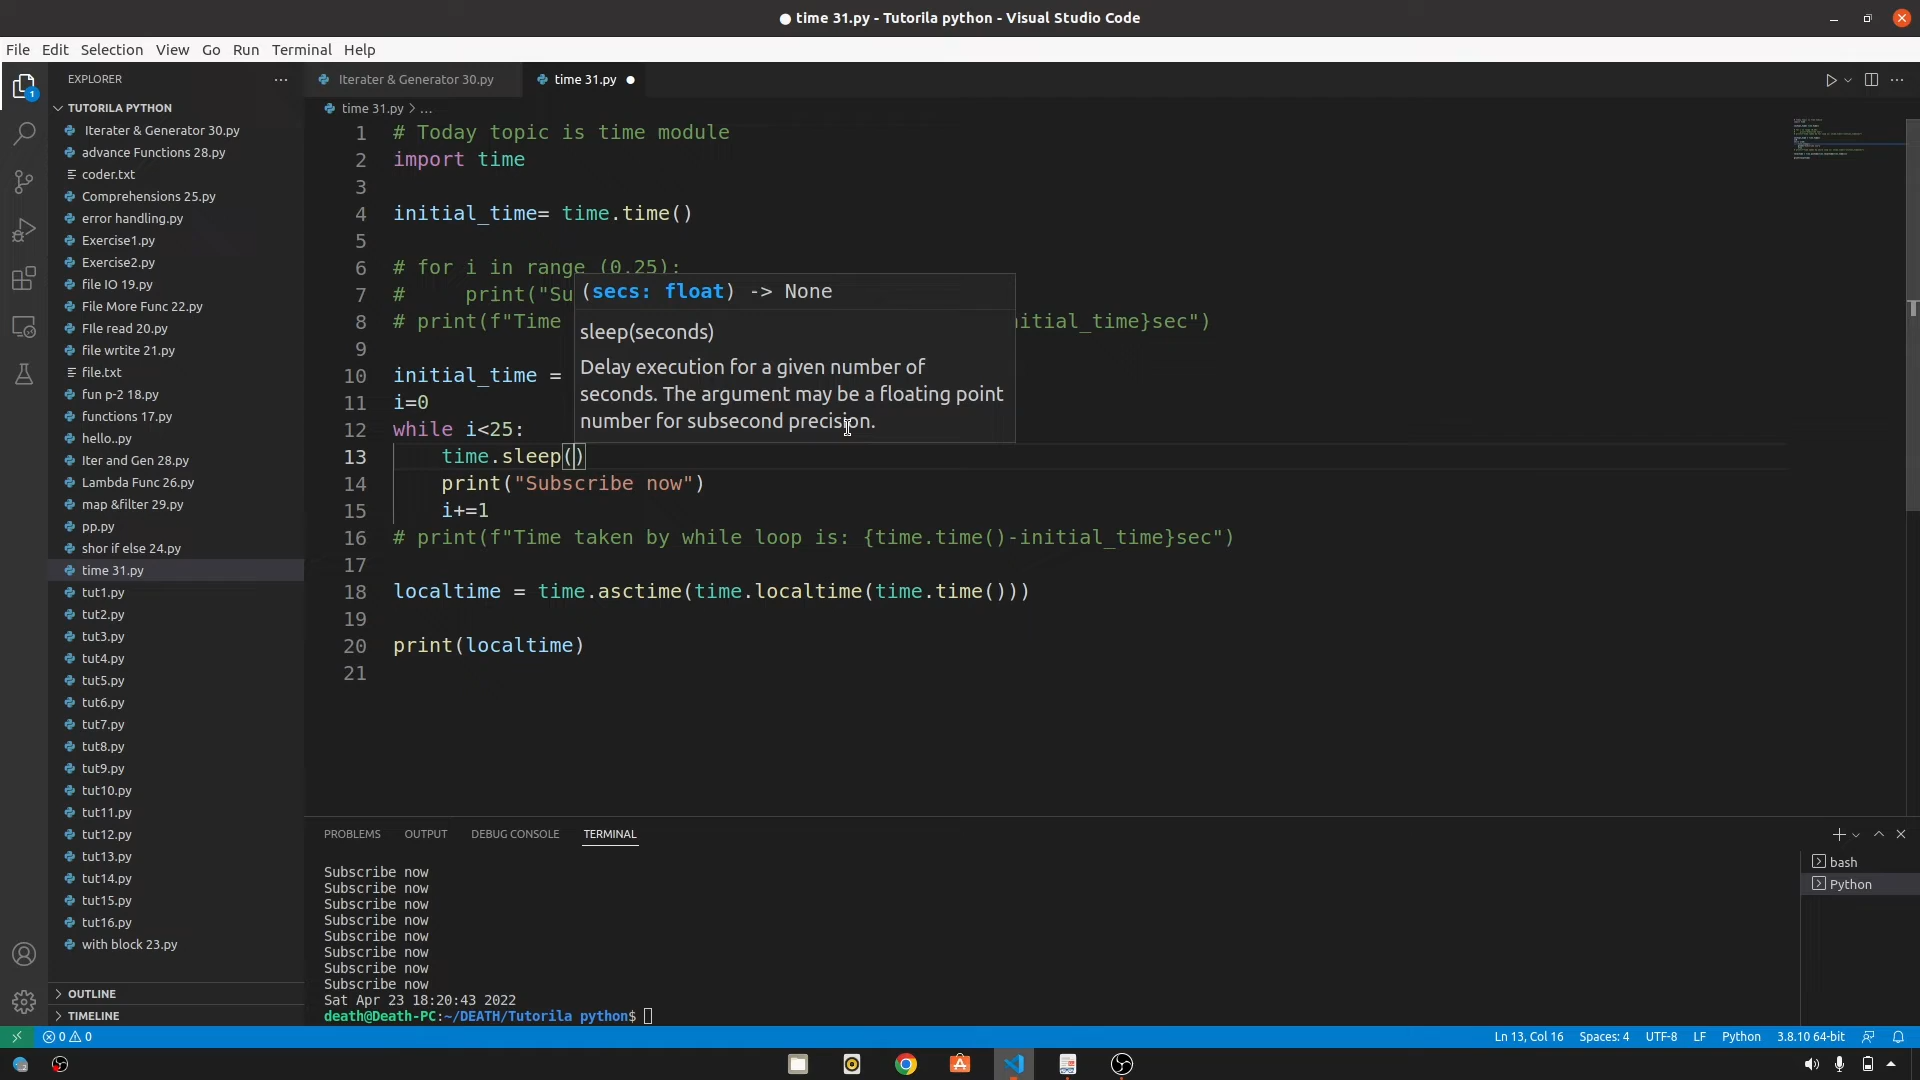 ● time 31.py - Tutorila python - Visual Studio Code
File Edit Selection View Go Run Terminal Help
EXPLORER
Iterater & Generator 30.py
time 31.py ●
TUTORILA PYTHON
time 31.py > ...
Iterater & Generator 30.py
advance Functions 28.py
coder.txt
Comprehensions 25.py
error handling.py
Exercise1.py
Exercise2.py
file IO 19.py
File More Func 22.py
FIle read 20.py
file wrtite 21.py
file.txt
fun p-2 18.py
functions 17.py
hello..py
Iter and Gen 28.py
Lambda Func 26.py
map &filter 29.py
pp.py
shor if else 24.py
time 31.py
tut1.py
tut2.py
tut3.py
tut4.py
tut5.py
tut6.py
tut7.py
tut8.py
tut9.py
tut10.py
tut11.py
tut12.py
tut13.py
tut14.py
tut15.py
tut16.py
with block 23.py
OUTLINE
TIMELINE
1 # Today topic is time module
2 import time
3
4 initial_time= time.time()
5
6 # for i in range (0,25):
7 #     print("Su
8 # print(f"Time nitial_time}sec")
9
10 initial_time =
11 i=0
12 while i<25:
13     time.sleep()
14     print("Subscribe now")
15     i+=1
16 # print(f"Time taken by while loop is: {time.time()-initial_time}sec")
17
18 localtime = time.asctime(time.localtime(time.time()))
19
20 print(localtime)
21
(secs: float) -> None
sleep(seconds)
Delay execution for a given number of
seconds. The argument may be a floating point
number for subsecond precision.
PROBLEMS OUTPUT DEBUG CONSOLE TERMINAL
bash
Python
Subscribe now
Subscribe now
Subscribe now
Subscribe now
Subscribe now
Subscribe now
Subscribe now
Subscribe now
Sat Apr 23 18:20:43 2022
death@Death-PC:~/DEATH/Tutorila python$
0 0 Ln 13, Col 16 Spaces: 4 UTF-8 LF Python 3.8.10 64-bit